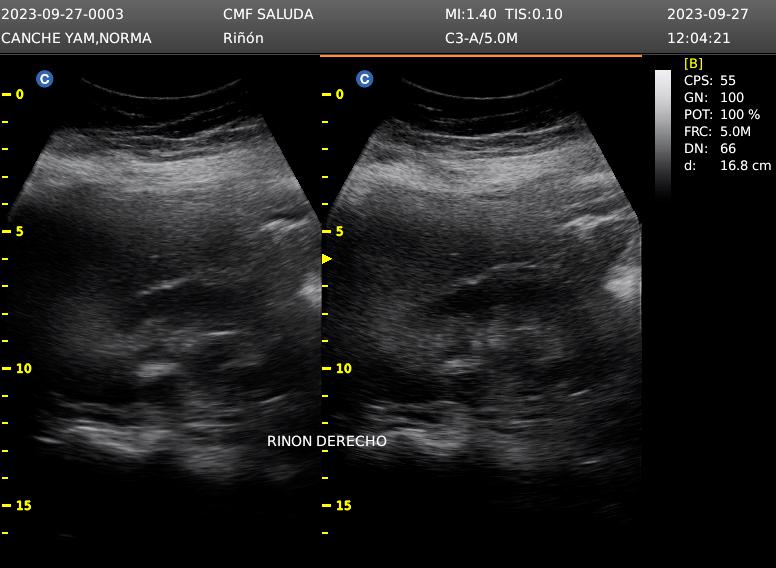 2023-09-27-0003 CMF SALUDA MI:1.40 TIS:0.10 2023-09-27
CANCHE YAM,NORMA Riñón C3-A/5.0M 12:04:21
C C
[B]
CPS: 55
GN: 100
POT: 100 %
FRC: 5.0M
DN: 66
d: 16.8 cm
0 0
5
10 10
RINON DERECHO
15 15